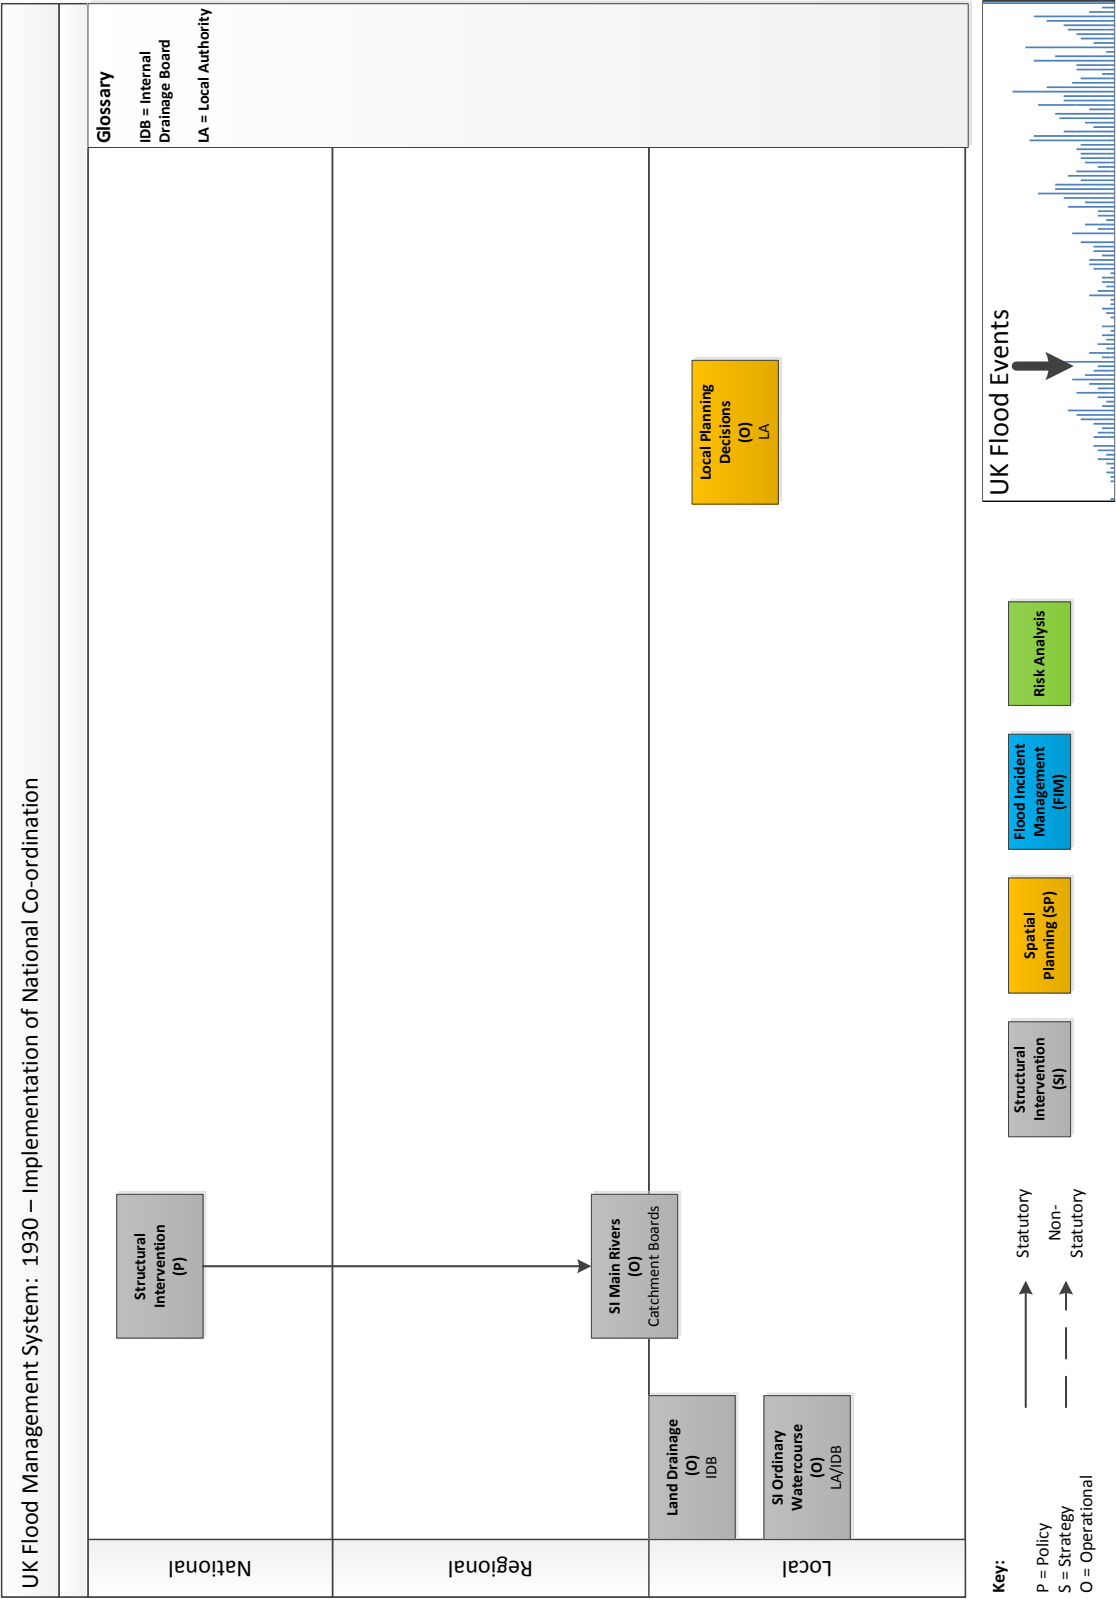 UK Flood Management System: 1930 – Implementation of National Co-ordination
National
Structural
Intervention
(P)
Regional
SI Main Rivers
(O)
Catchment Boards
Local
Land Drainage
(O)
IDB
SI Ordinary
Watercourse
(O)
LA/IDB
Local Planning
Decisions
(O)
LA
Glossary
IDB = Internal
Drainage Board
LA = Local Authority
Key:
P = Policy
S = Strategy
O = Operational
Statutory
Non-
Statutory
Structural
Intervention
(SI)
Spatial
Planning (SP)
Flood Incident
Management
(FIM)
Risk Analysis
UK Flood Events